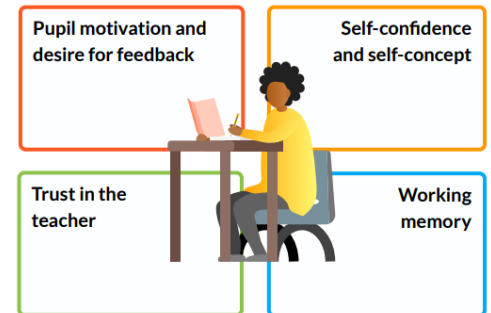 Pupil motivation and
desire for feedback
Self-confidence
and self-concept
Trust in the
teacher
Working
memory